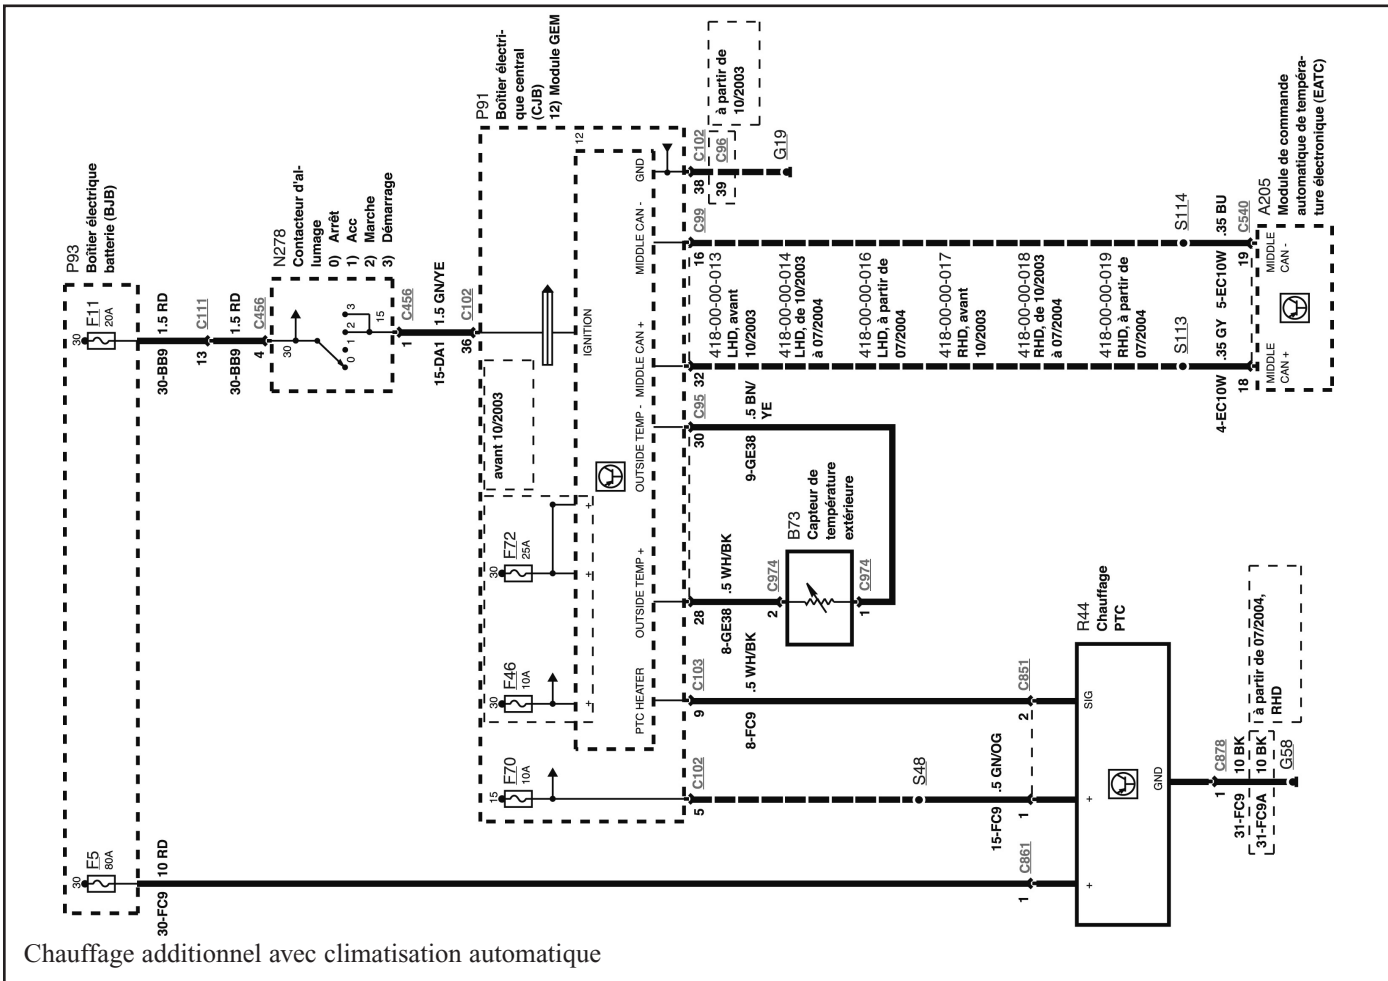 P93
Boîtier électrique
batterie (BJB)
30
F11
20A
30
F5
80A
30-BB9
1.5 RD
13
C111
30-BB9
1.5 RD
4
C456
N278
Contacteur d'al-
lumage
0) Arrêt
1) Acc
2) Marche
3) Démarrage
30
0
1
2
3
15
1
C456
15-DA1
1.5 GN/YE
36
C102
P91
Boîtier électri-
que central
(CJB)
12) Module GEM
12
avant 10/2003
IGNITION
30
F72
25A
30
F46
10A
15
F70
10A
+
+
+
PTC HEATER
OUTSIDE TEMP +
OUTSIDE TEMP -
MIDDLE CAN +
MIDDLE CAN -
GND
38
C102
39
C96
à partir de
10/2003
G19
16
C99
32
418-00-00-013
LHD, avant
10/2003
418-00-00-014
LHD, de 10/2003
à 07/2004
418-00-00-016
LHD, à partir de
07/2004
418-00-00-017
RHD, avant
10/2003
418-00-00-018
RHD, de 10/2003
à 07/2004
418-00-00-019
RHD, à partir de
07/2004
S114
S113
5-EC10W
.35 BU
4-EC10W
.35 GY
19
C540
18
A205
Module de commande
automatique de tempéra-
ture électronique (EATC)
MIDDLE
CAN -
MIDDLE
CAN +
30
C95
9-GE38
.5 BN/
YE
28
8-GE38
.5 WH/BK
2
C974
B73
Capteur de
température
extérieure
1
C974
9
C103
8-FC9
.5 WH/BK
2
C851
5
C102
S48
15-FC9
.5 GN/OG
1
30-FC9
10 RD
1
C861
R44
Chauffage
PTC
SIG
+
+
GND
1
C878
31-FC9
10 BK
31-FC9A
10 BK
à partir de 07/2004,
RHD
G58
Chauffage additionnel avec climatisation automatique